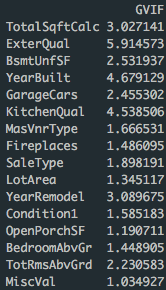 GVIF
TotalSqftCalc 3.027141
ExterQual 5.914573
BsmtUnfSF 2.531937
YearBuilt 4.679129
GarageCars 2.455302
KitchenQual 4.538506
MasVnrType 1.666531
Fireplaces 1.486095
SaleType 1.898191
LotArea 1.345117
YearRemodel 3.089675
Condition1 1.585183
OpenPorchSF 1.190711
BedroomAbvGr 1.448905
TotRmsAbvGrd 2.230583
MiscVal 1.034927